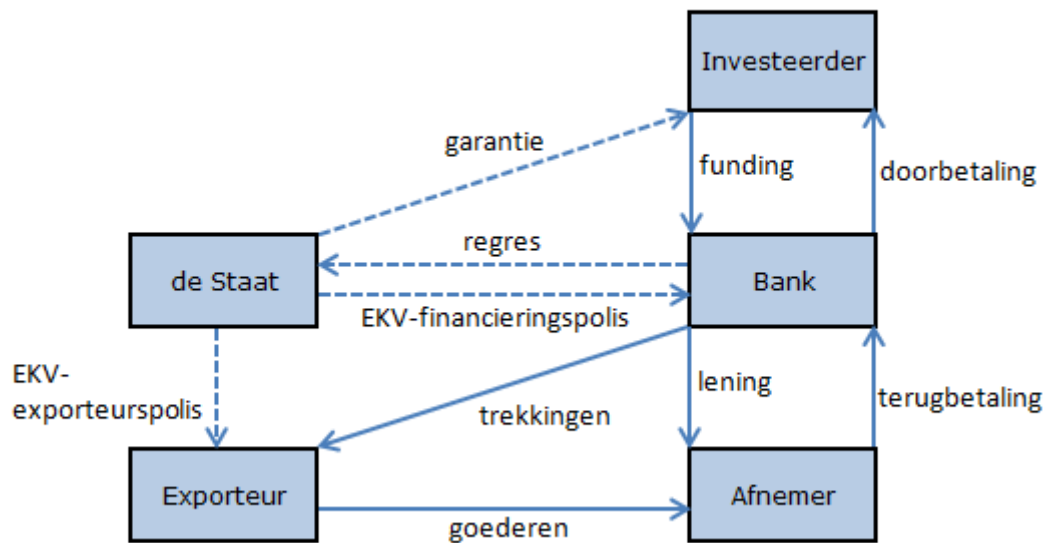 Investeerder
garantie
funding
doorbetaling
regres
de Staat
Bank
EKV-financieringspolis
EKV-
exporteurspolis
lening
terugbetaling
trekkingen
Exporteur
Afnemer
goederen